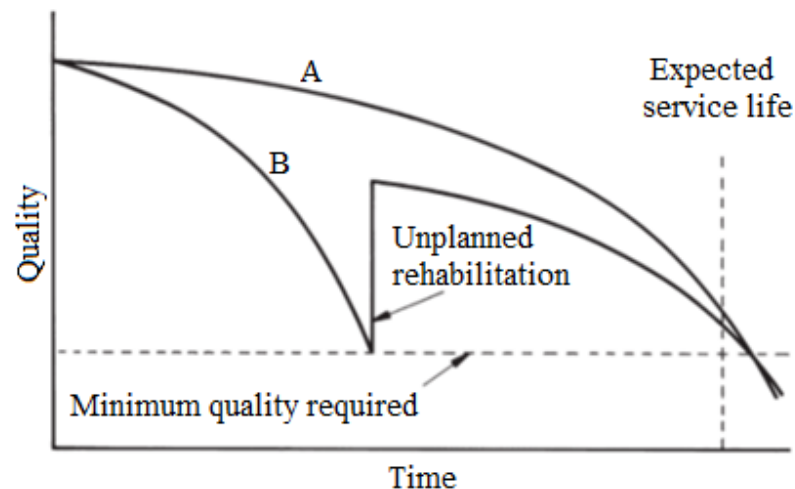 A
Expected
service life
B
Unplanned
rehabilitation
Quality
Minimum quality required
Time